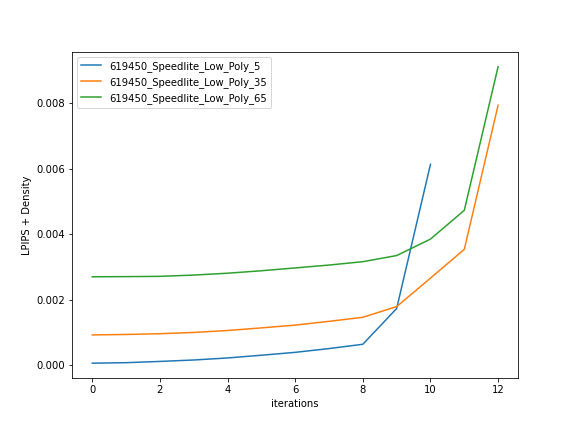 619450_Speedlite_Low_Poly_5
619450_Speedlite_Low_Poly_35
619450_Speedlite_Low_Poly_65
LPIPS + Density
0.008
0.006
0.004
0.002
0.000
0 2 4 6 8 10 12
iterations